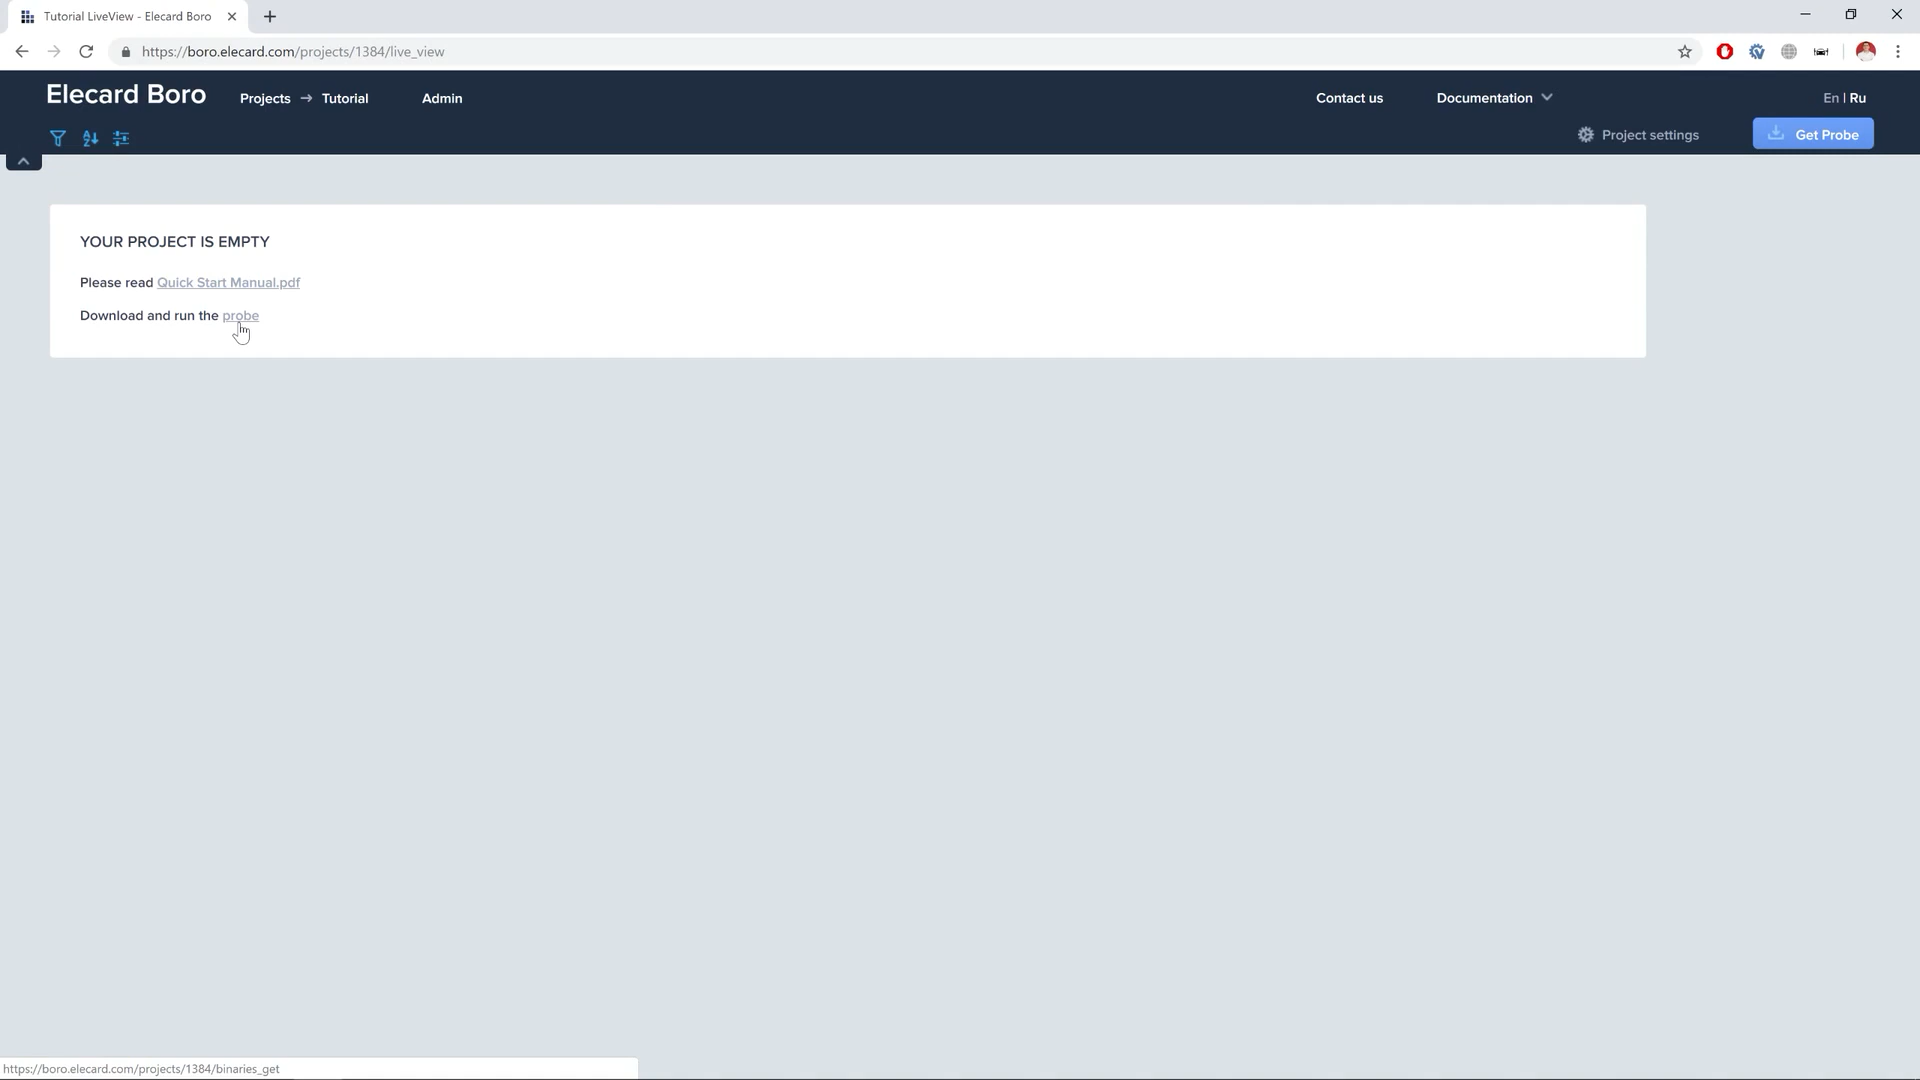 Tutorial LiveView - Elecard Boro
https://boro.elecard.com/projects/1384/live_view
Elecard Boro Projects → Tutorial Admin Contact us Documentation En | Ru
Project settings Get Probe
YOUR PROJECT IS EMPTY
Please read Quick Start Manual.pdf
Download and run the probe
https://boro.elecard.com/projects/1384/binaries_get